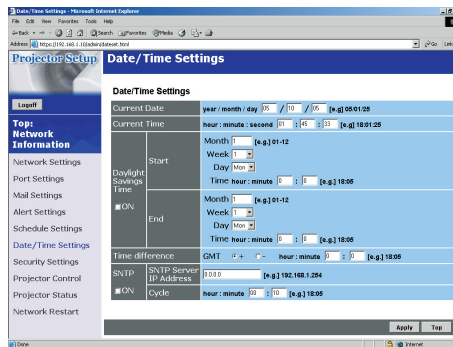 Date/Time Settings - Microsoft Internet Explorer
File Edit View Favorites Tools Help
Back Search Favorites Media
Address https://192.168.1.10/admin/dateset.html Go Link
Projector Setup
Date/Time Settings
Logoff
Top:
Network
Information
Network Settings
Port Settings
Mail Settings
Alert Settings
Schedule Settings
Date/Time Settings
Security Settings
Projector Control
Projector Status
Network Restart
Date/Time Settings
Current Date year / month / day 05 / 10 / 05 [e.g] 05/01/25
Current Time hour : minute : second 01 : 45 : 33 [e.g] 18:01:25
Daylight Savings Time
ON
Start
Month 1 [e.g.] 01-12
Week 1
Day Mon
Time hour : minute 0 : 0 [e.g.] 18:05
End
Month 1 [e.g.] 01-12
Week 1
Day Mon
Time hour : minute 0 : 0 [e.g.] 18:05
Time difference GMT + - hour : minute 0 : 0 [e.g.] 18:05
SNTP
ON
SNTP Server IP Address 0.0.0.0 [e.g.] 192.168.1.254
Cycle hour : minute 00 : 10 [e.g.] 18:05
Apply Top
Done Internet